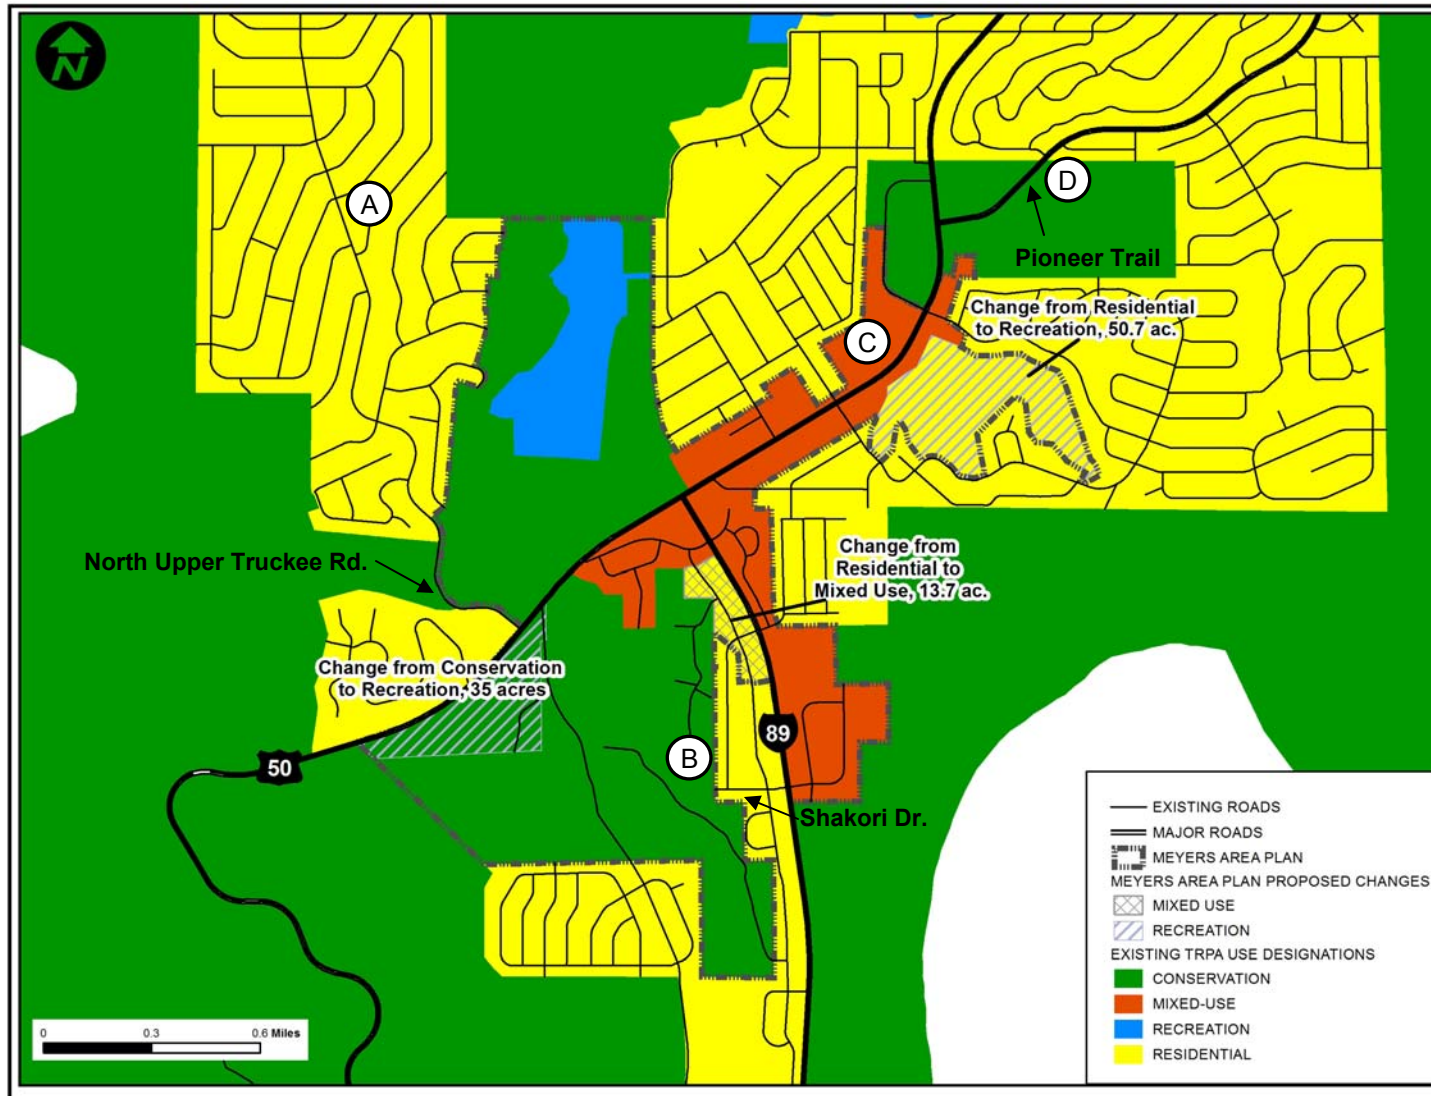 N
A
D
Pioneer Trail
Change from Residential
to Recreation, 50.7 ac.
C
North Upper Truckee Rd.
Change from
Residential to
Mixed Use, 13.7 ac.
Change from Conservation
to Recreation, 35 acres
B
89
50
Shakori Dr.
EXISTING ROADS
MAJOR ROADS
MEYERS AREA PLAN
MEYERS AREA PLAN PROPOSED CHANGES
MIXED USE
RECREATION
EXISTING TRPA USE DESIGNATIONS
CONSERVATION
MIXED-USE
RECREATION
RESIDENTIAL
0 0.3 0.6 Miles